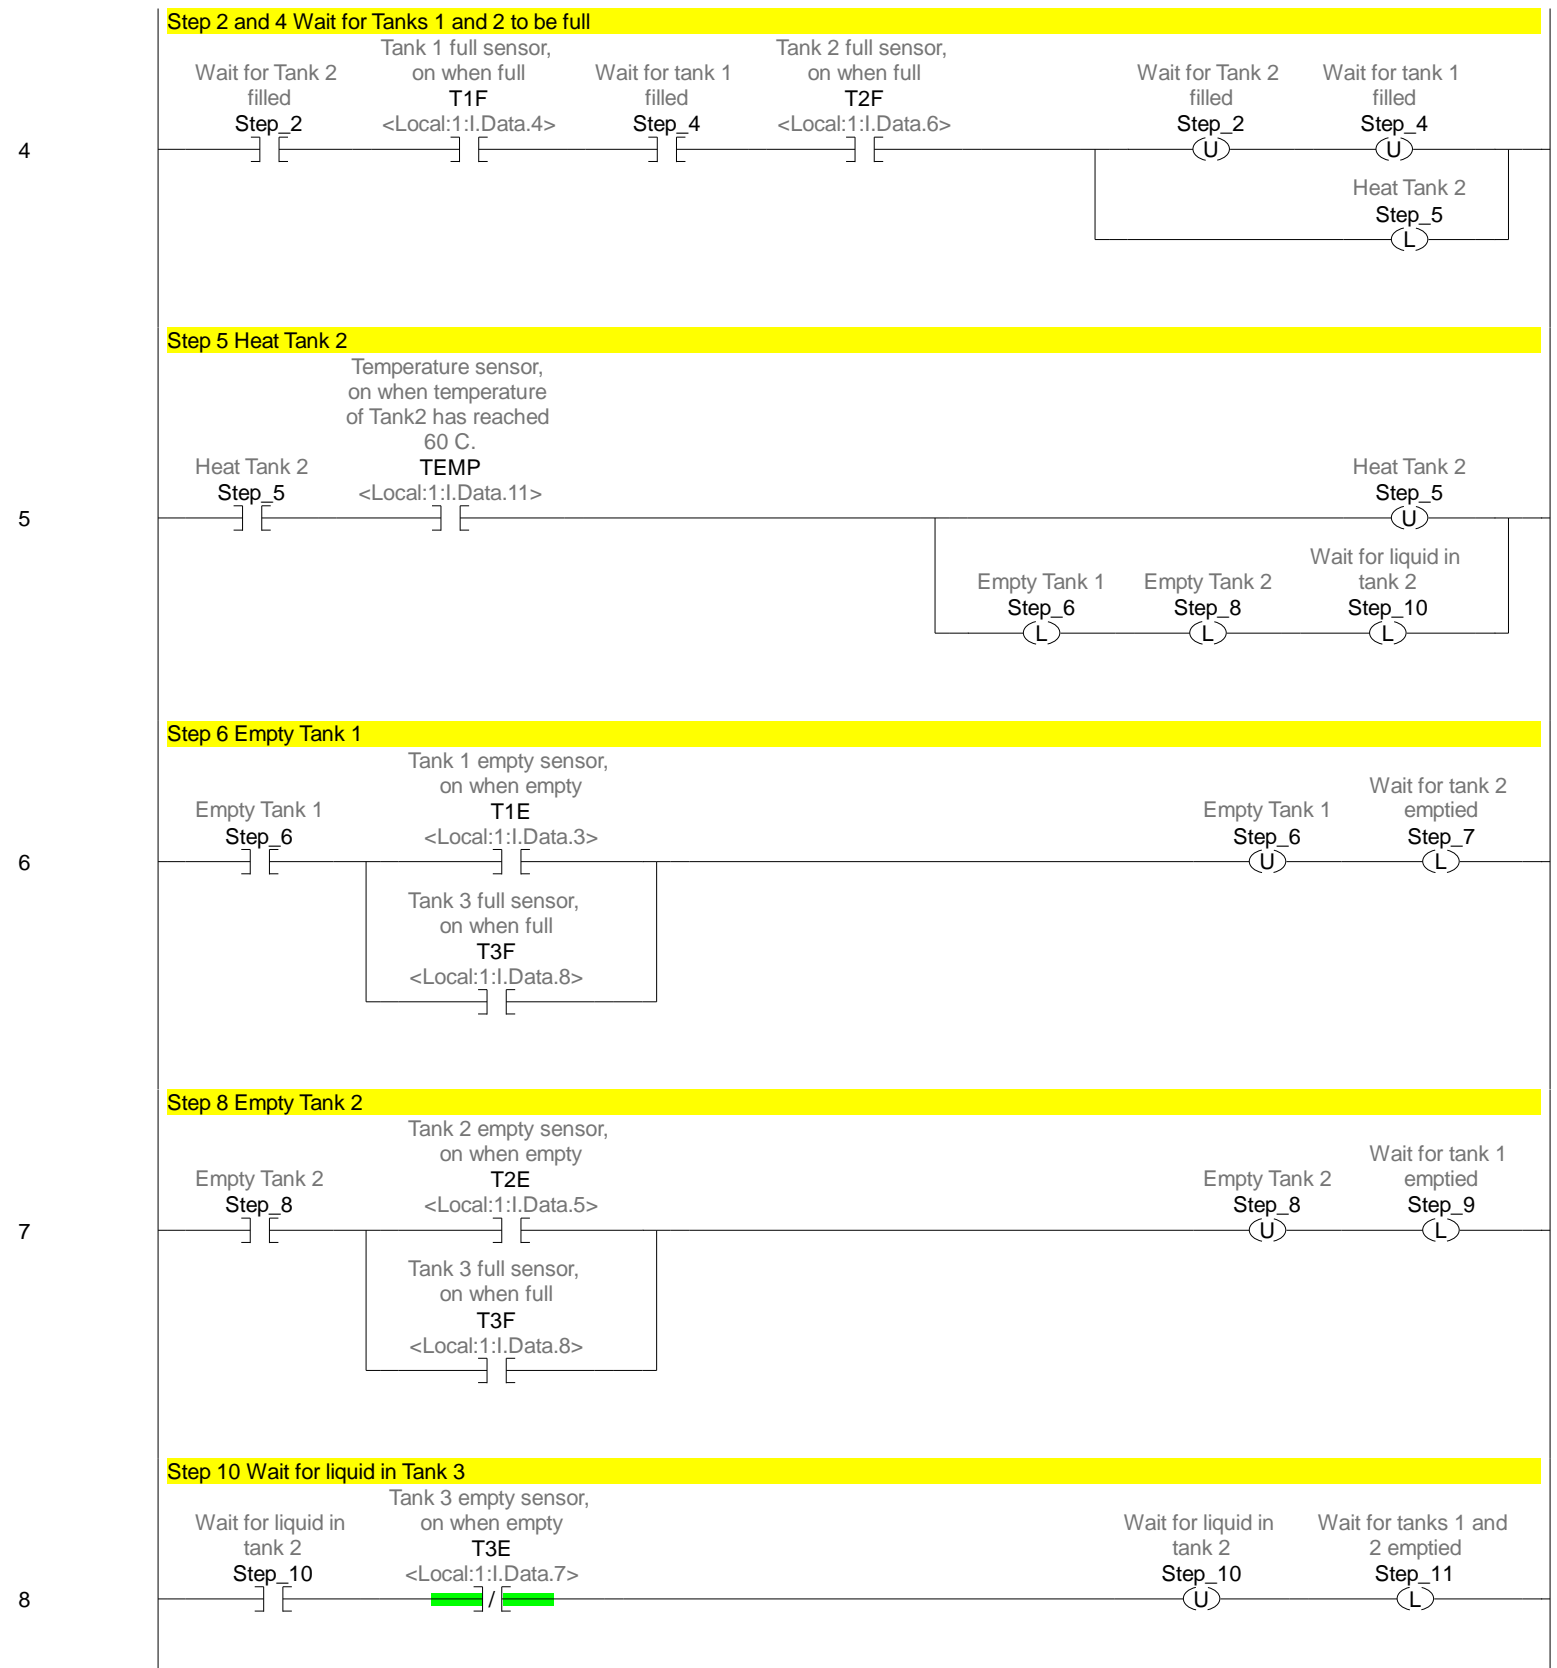 Step 2 and 4 Wait for Tanks 1 and 2 to be full
Wait for Tank 2
filled
Step_2
Tank 1 full sensor,
on when full
T1F
<Local:1:I.Data.4>
Wait for tank 1
filled
Step_4
Tank 2 full sensor,
on when full
T2F
<Local:1:I.Data.6>
Wait for Tank 2
filled
Step_2
U
Wait for tank 1
filled
Step_4
U
4
Heat Tank 2
Step_5
L
Step 5 Heat Tank 2
Heat Tank 2
Step_5
Temperature sensor,
on when temperature
of Tank2 has reached
60 C.
TEMP
<Local:1:I.Data.11>
Heat Tank 2
Step_5
U
5
Empty Tank 1
Step_6
L
Empty Tank 2
Step_8
L
Wait for liquid in
tank 2
Step_10
L
Step 6 Empty Tank 1
Empty Tank 1
Step_6
Tank 1 empty sensor,
on when empty
T1E
<Local:1:I.Data.3>
Empty Tank 1
Step_6
U
Wait for tank 2
emptied
Step_7
L
6
Tank 3 full sensor,
on when full
T3F
<Local:1:I.Data.8>
Step 8 Empty Tank 2
Empty Tank 2
Step_8
Tank 2 empty sensor,
on when empty
T2E
<Local:1:I.Data.5>
Empty Tank 2
Step_8
U
Wait for tank 1
emptied
Step_9
L
7
Tank 3 full sensor,
on when full
T3F
<Local:1:I.Data.8>
Step 10 Wait for liquid in Tank 3
Wait for liquid in
tank 2
Step_10
Tank 3 empty sensor,
on when empty
T3E
<Local:1:I.Data.7>
/
Wait for liquid in
tank 2
Step_10
U
Wait for tanks 1 and
2 emptied
Step_11
L
8